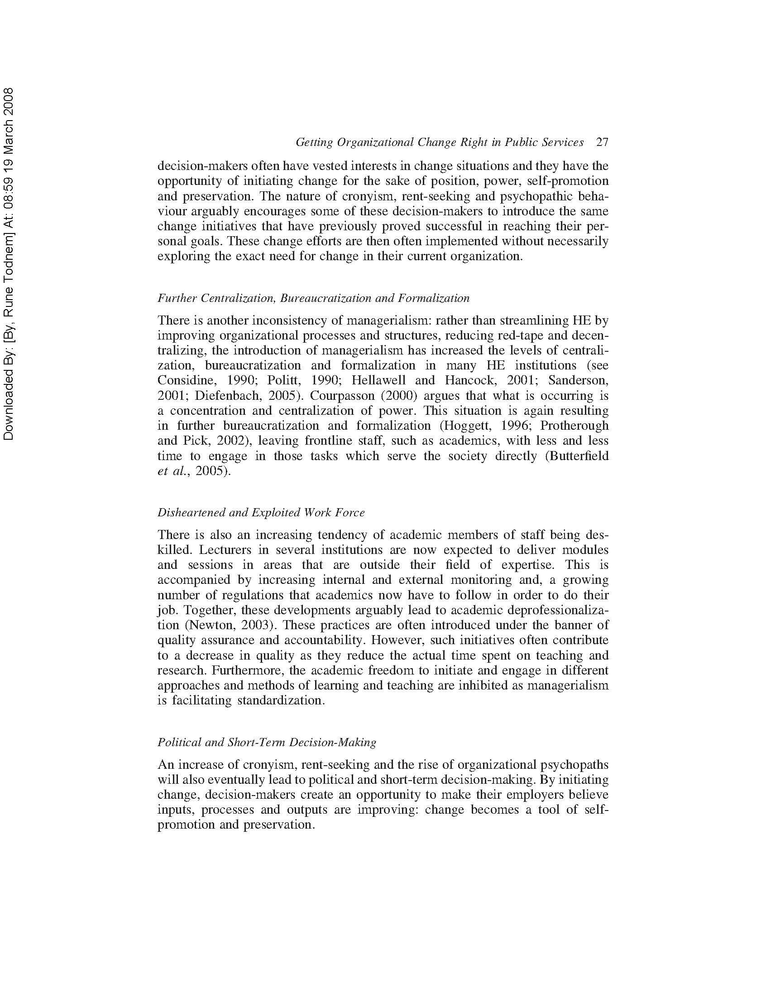 Downloaded By: [By, Rune Todnem] At: 08:59 19 March 2008
Getting Organizational Change Right in Public Services 27
decision-makers often have vested interests in change situations and they have the
opportunity of initiating change for the sake of position, power, self-promotion
and preservation. The nature of cronyism, rent-seeking and psychopathic beha-
viour arguably encourages some of these decision-makers to introduce the same
change initiatives that have previously proved successful in reaching their per-
sonal goals. These change efforts are then often implemented without necessarily
exploring the exact need for change in their current organization.
Further Centralization, Bureaucratization and Formalization
There is another inconsistency of managerialism: rather than streamlining HE by
improving organizational processes and structures, reducing red-tape and decen-
tralizing, the introduction of managerialism has increased the levels of centrali-
zation, bureaucratization and formalization in many HE institutions (see
Considine, 1990; Politt, 1990; Hellawell and Hancock, 2001; Sanderson,
2001; Diefenbach, 2005). Courpasson (2000) argues that what is occurring is
a concentration and centralization of power. This situation is again resulting
in further bureaucratization and formalization (Hoggett, 1996; Protherough
and Pick, 2002), leaving frontline staff, such as academics, with less and less
time to engage in those tasks which serve the society directly (Butterfield
et al., 2005).
Disheartened and Exploited Work Force
There is also an increasing tendency of academic members of staff being des-
killed. Lecturers in several institutions are now expected to deliver modules
and sessions in areas that are outside their field of expertise. This is
accompanied by increasing internal and external monitoring and, a growing
number of regulations that academics now have to follow in order to do their
job. Together, these developments arguably lead to academic deprofessionaliza-
tion (Newton, 2003). These practices are often introduced under the banner of
quality assurance and accountability. However, such initiatives often contribute
to a decrease in quality as they reduce the actual time spent on teaching and
research. Furthermore, the academic freedom to initiate and engage in different
approaches and methods of learning and teaching are inhibited as managerialism
is facilitating standardization.
Political and Short-Term Decision-Making
An increase of cronyism, rent-seeking and the rise of organizational psychopaths
will also eventually lead to political and short-term decision-making. By initiating
change, decision-makers create an opportunity to make their employers believe
inputs, processes and outputs are improving: change becomes a tool of self-
promotion and preservation.